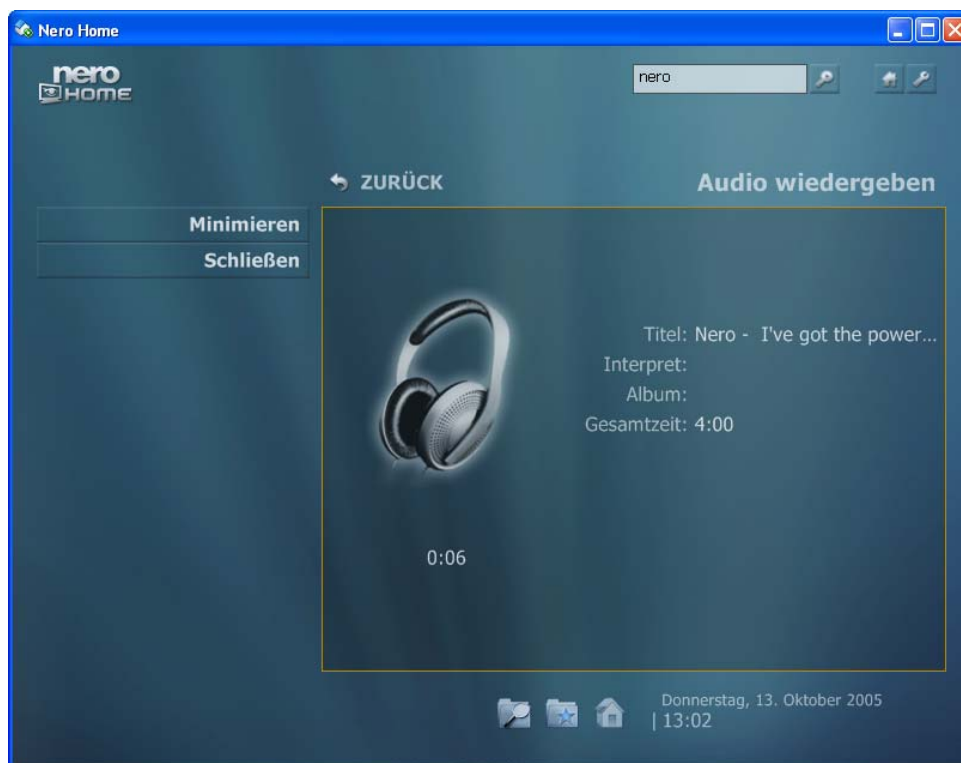 Nero Home
nero
HOME
nero
ZURÜCK
Audio wiedergeben
Minimieren
Schließen
Titel: Nero - I've got the power...
Interpret:
Album:
Gesamtzeit: 4:00
0:06
Donnerstag, 13. Oktober 2005
| 13:02